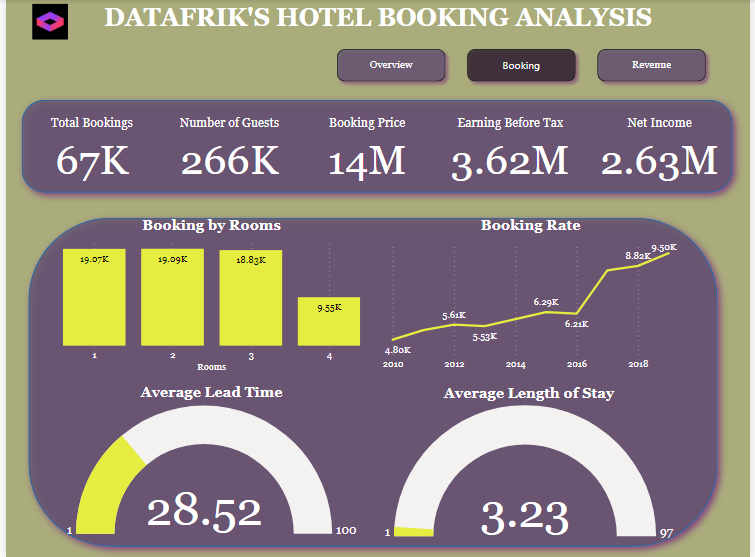 DATAFRIK'S HOTEL BOOKING ANALYSIS
Overview Booking Revenue
Total Bookings Number of Guests Booking Price Earning Before Tax Net Income
67K 266K 14M 3.62M 2.63M
Booking by Rooms
19.07K 19.09K 18.83K 9.55K
1 2 3 4
Rooms
Booking Rate
4.80K 5.61K 5.53K 6.29K 6.21K 8.82K 9.50K
2010 2012 2014 2016 2018
Average Lead Time
28.52
1 100
Average Length of Stay
3.23
1 97